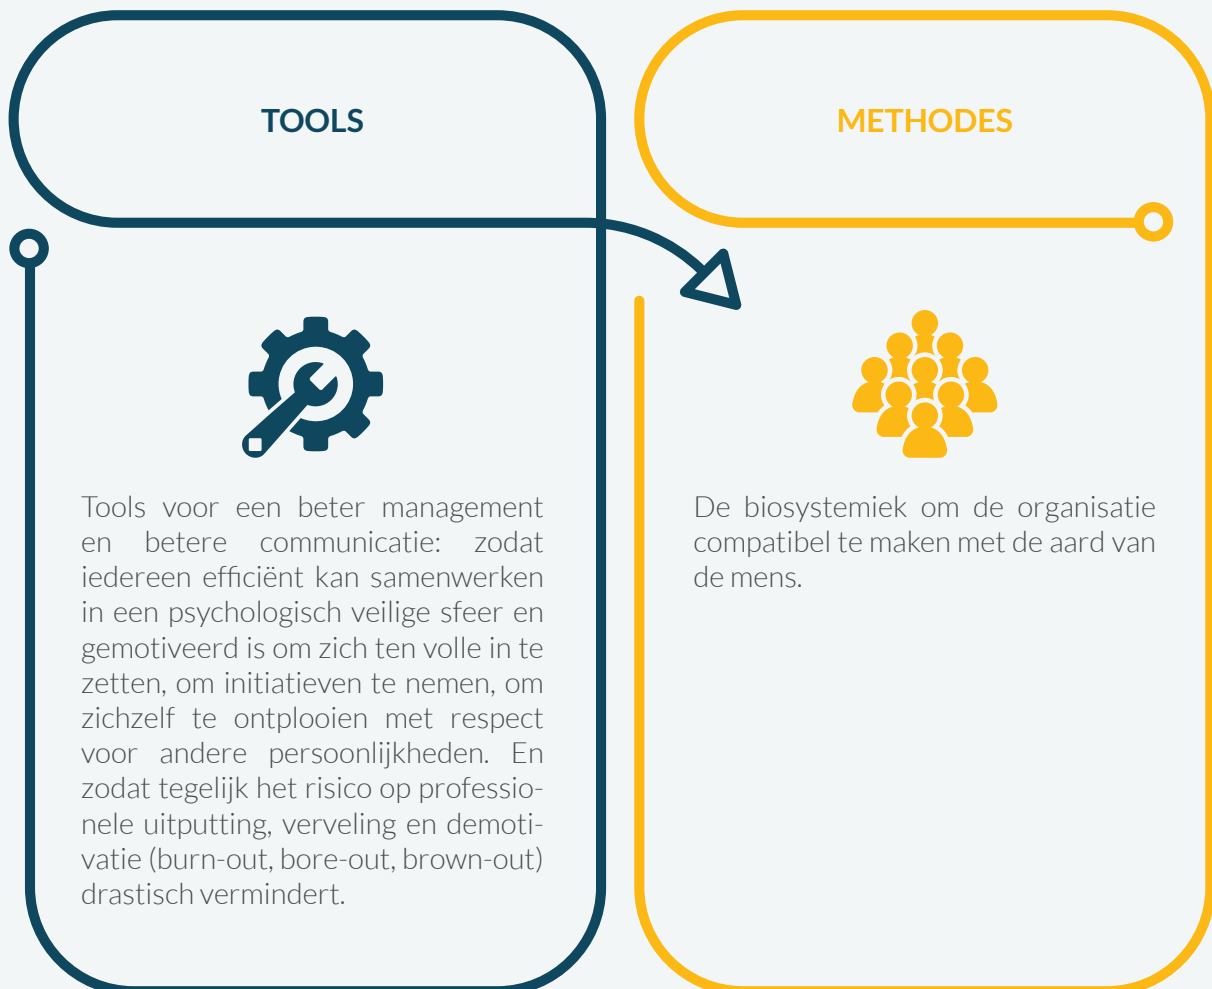 TOOLS
Tools voor een beter management
en betere communicatie: zodat
iedereen efficiënt kan samenwerken
in een psychologisch veilige sfeer en
gemotiveerd is om zich ten volle in te
zetten, om initiatieven te nemen, om
zichzelf te ontplooien met respect
voor andere persoonlijkheden. En
zodat tegelijk het risico op professio-
nele uitputting, verveling en demoti-
vatie (burn-out, bore-out, brown-out)
drastisch vermindert.
METHODES
De biosystemiek om de organisatie
compatibel te maken met de aard van
de mens.